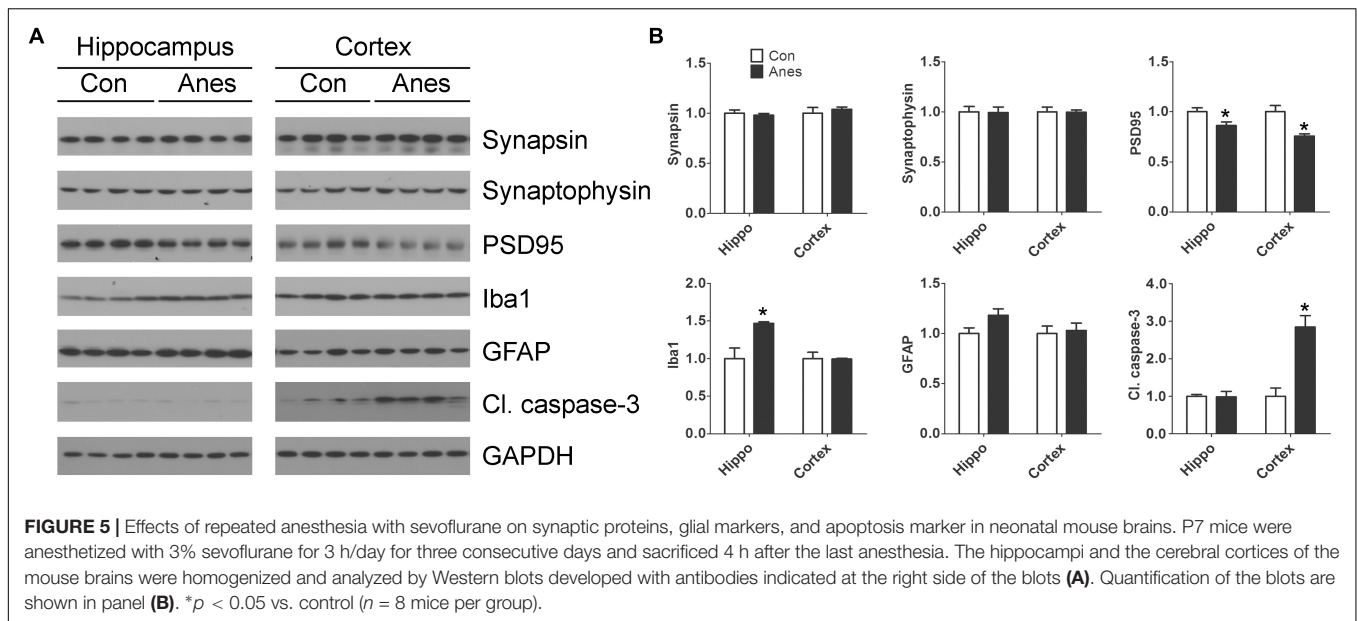 A
Hippocampus Cortex
Con Anes Con Anes
Synapsin
Synaptophysin
PSD95
Iba1
GFAP
Cl. caspase-3
GAPDH
B
Con
Anes
Synapsin
1.5
1.0
0.5
0.0
Hippo Cortex
Synaptophysin
1.5
1.0
0.5
0.0
Hippo Cortex
PSD95
1.5
1.0
0.5
0.0
* *
Hippo Cortex
Iba1
2.0
1.5
1.0
0.5
0.0
*
Hippo Cortex
GFAP
1.5
1.0
0.5
0.0
Hippo Cortex
Cl. caspase-3
4.0
3.0
2.0
1.0
0.0
*
Hippo Cortex
FIGURE 5 | Effects of repeated anesthesia with sevoflurane on synaptic proteins, glial markers, and apoptosis marker in neonatal mouse brains. P7 mice were
anesthetized with 3% sevoflurane for 3 h/day for three consecutive days and sacrificed 4 h after the last anesthesia. The hippocampi and the cerebral cortices of the
mouse brains were homogenized and analyzed by Western blots developed with antibodies indicated at the right side of the blots (A). Quantification of the blots are
shown in panel (B). *p < 0.05 vs. control (n = 8 mice per group).